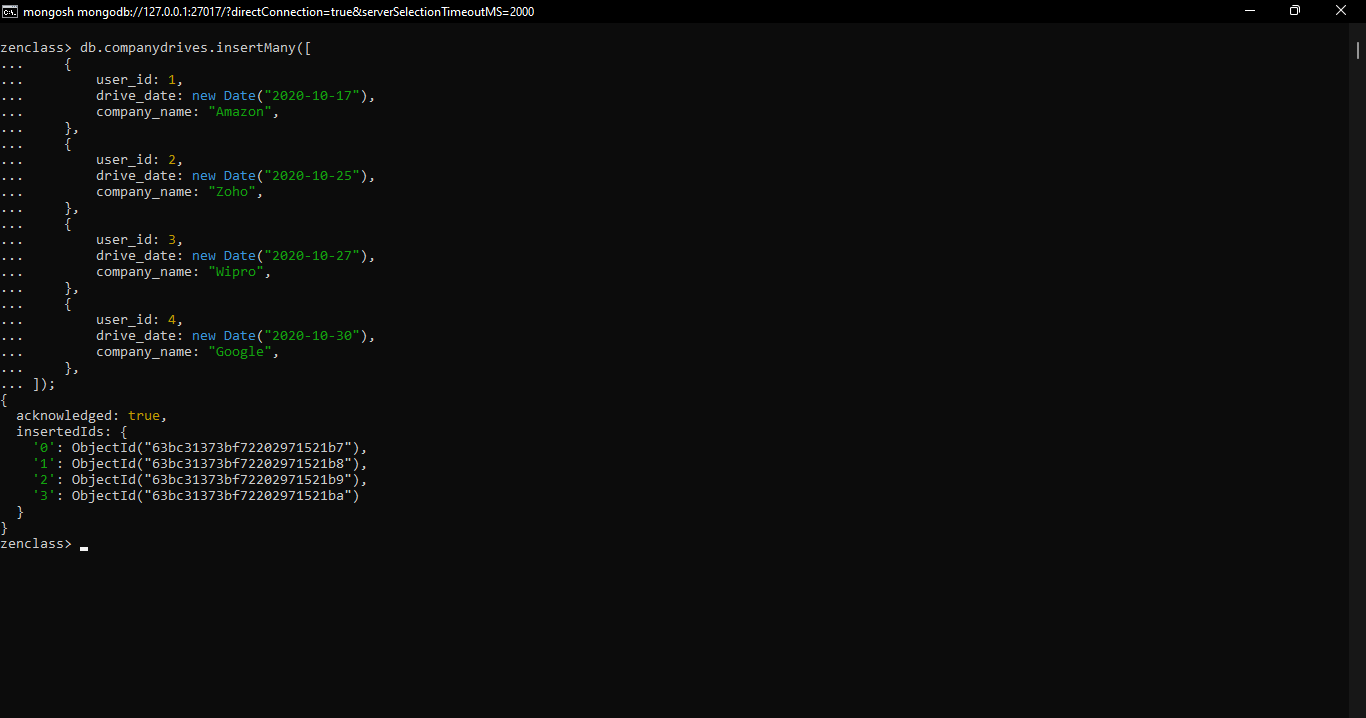 mongosh mongodb://127.0.0.1:27017/?directConnection=true&serverSelectionTimeoutMS=2000
zenclass> db.companydrives.insertMany([
...     {
...         user_id: 1,
...         drive_date: new Date("2020-10-17"),
...         company_name: "Amazon",
...     },
...     {
...         user_id: 2,
...         drive_date: new Date("2020-10-25"),
...         company_name: "Zoho",
...     },
...     {
...         user_id: 3,
...         drive_date: new Date("2020-10-27"),
...         company_name: "Wipro",
...     },
...     {
...         user_id: 4,
...         drive_date: new Date("2020-10-30"),
...         company_name: "Google",
...     },
... ]);
{
  acknowledged: true,
  insertedIds: {
    '0': ObjectId("63bc31373bf72202971521b7"),
    '1': ObjectId("63bc31373bf72202971521b8"),
    '2': ObjectId("63bc31373bf72202971521b9"),
    '3': ObjectId("63bc31373bf72202971521ba")
  }
}
zenclass>